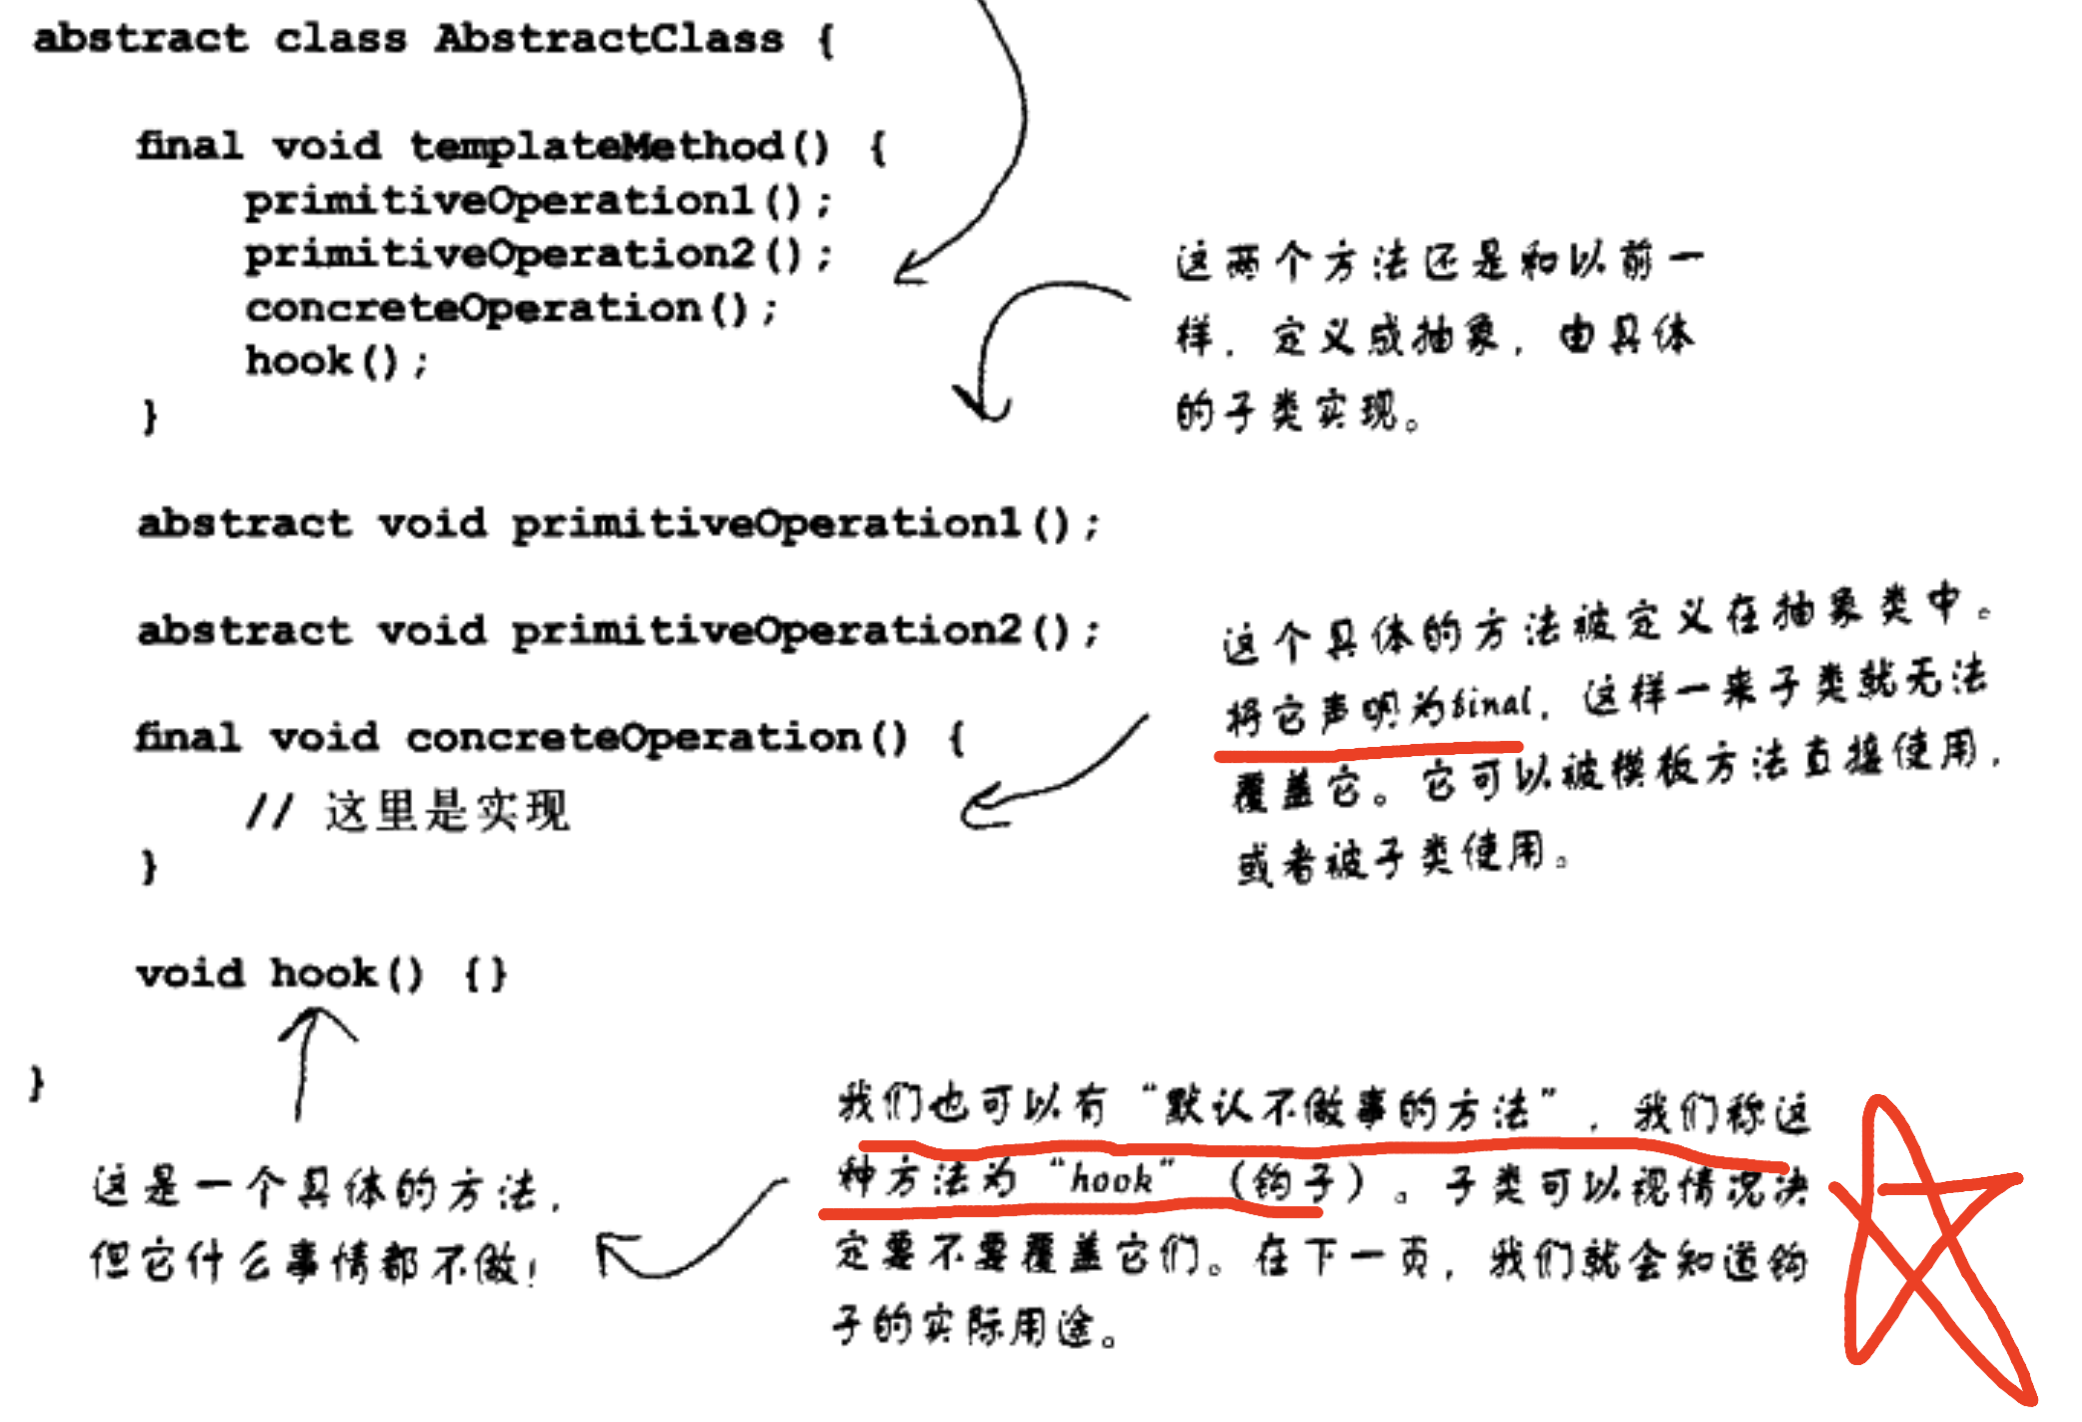 abstract class AbstractClass {
final void templateMethod() {
primitiveOperation1();
primitiveOperation2();
concreteOperation();
hook();
}
这两个方法还是和以前一
样，定义成抽象，由具体
的子类实现。
abstract void primitiveOperation1();
abstract void primitiveOperation2();
final void concreteOperation() {
// 这里是实现
}
这个具体的方法被定义在抽象类中。
将它声明为final，这样一来子类就无法
覆盖它。它可以被模板方法直接使用，
或者被子类使用。
void hook() {}
}
这是一个具体的方法，
但它什么事情都不做！
我们也可以有“默认不做事的方法”，我们称这
种方法为“hook”（钩子）。子类可以视情况决
定要不要覆盖它们。在下一页，我们就会知道钩
子的实际用途。